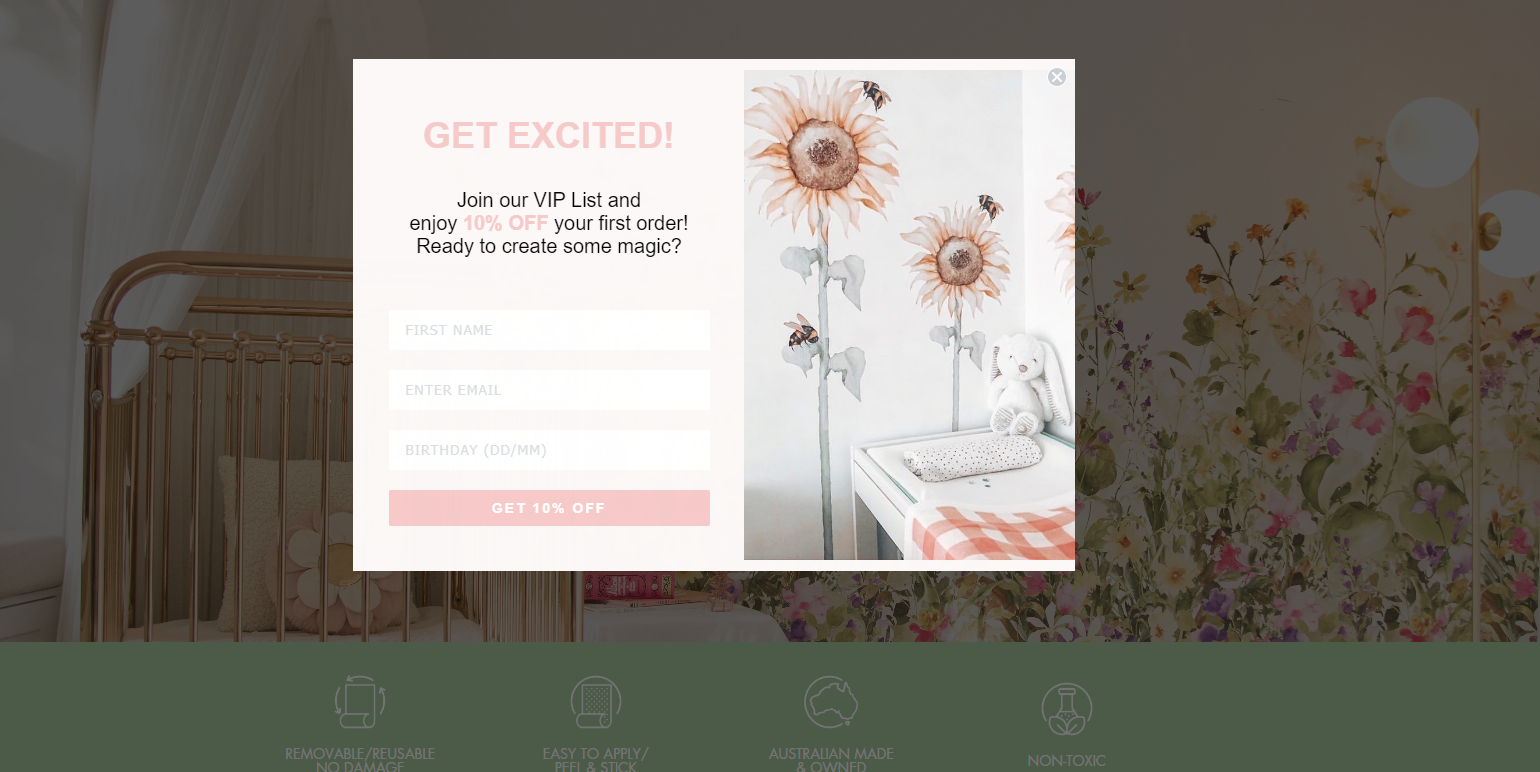 GET EXCITED!
Join our VIP List and
enjoy 10% OFF your first order!
Ready to create some magic?
FIRST NAME
ENTER EMAIL
BIRTHDAY (DD/MM)
GET 10% OFF
REMOVABLE/REUSABLE
NO DAMAGE
EASY TO APPLY/
PEEL & STICK
AUSTRALIAN MADE
& OWNED
NON-TOXIC